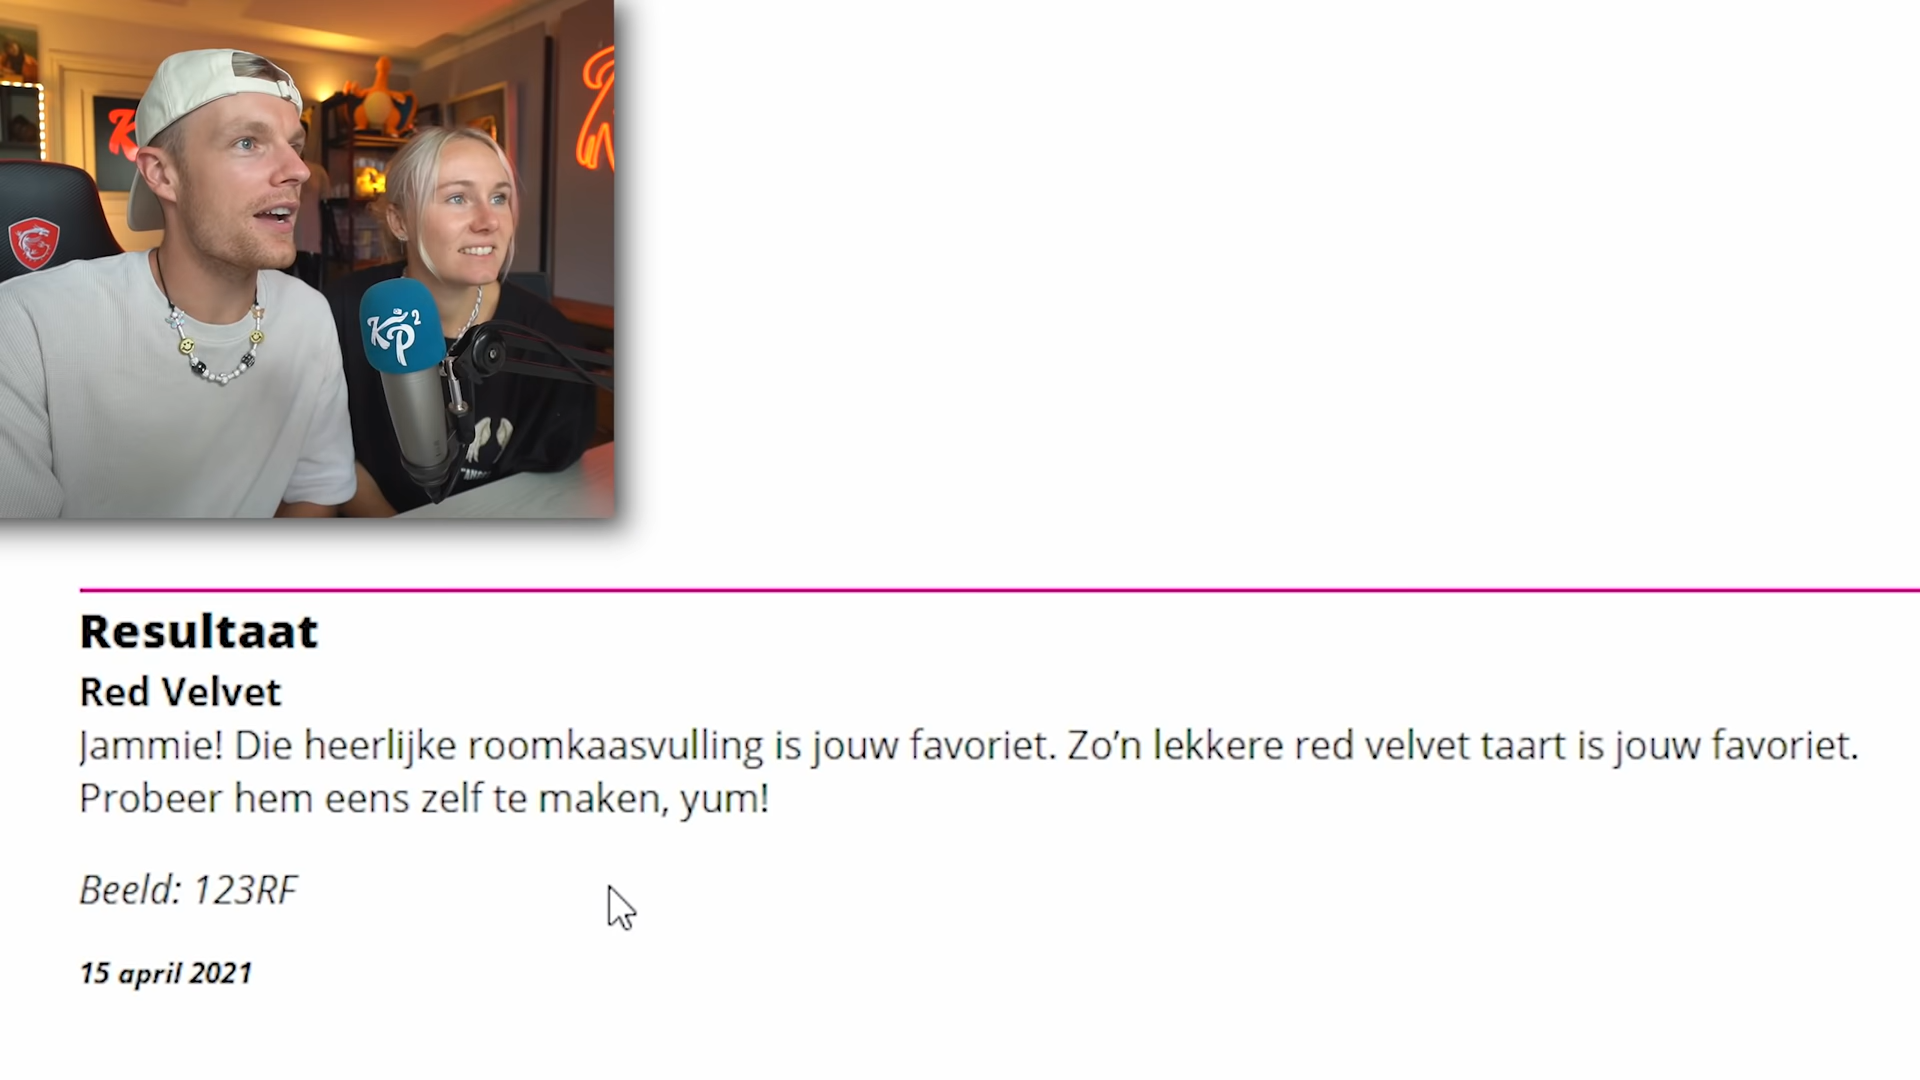 K
KP2
Resultaat
Red Velvet
Jammie! Die heerlijke roomkaasvulling is jouw favoriet. Zo’n lekkere red velvet taart is jouw favoriet.
Probeer hem eens zelf te maken, yum!
Beeld: 123RF
15 april 2021